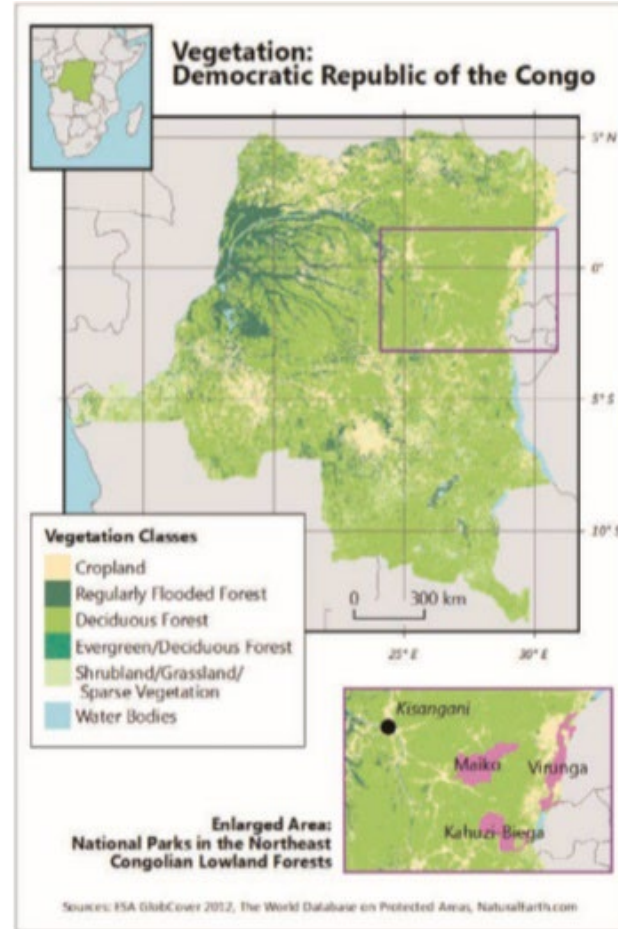 Vegetation:
Democratic Republic of the Congo
5° N
0°
5° S
10° S
25° E
30° E
0 300 km
Vegetation Classes
Cropland
Regularly Flooded Forest
Deciduous Forest
Evergreen/Deciduous Forest
Shrubland/Grassland/
Sparse Vegetation
Water Bodies
Kisangani
Maiko
Virunga
Kahuzi-Biega
Enlarged Area:
National Parks in the Northeast
Congolian Lowland Forests
Sources: ESA GlobCover 2012, The World Database on Protected Areas, NaturalEarth.com